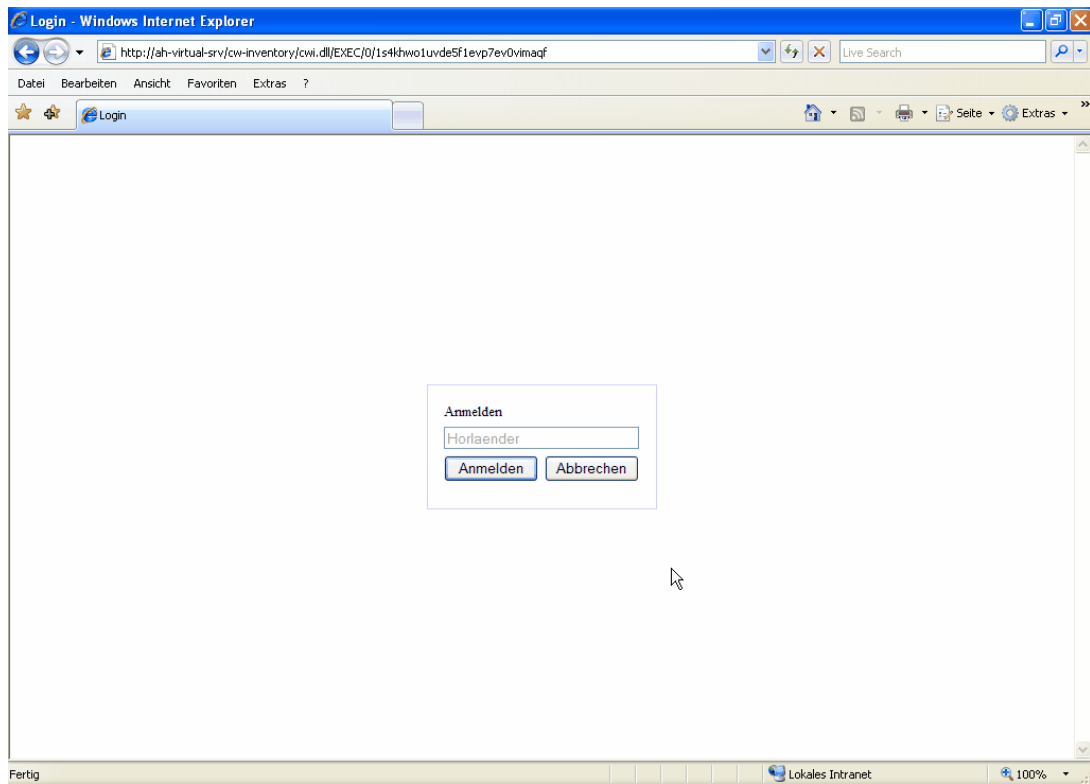 Login - Windows Internet Explorer
http://ah-virtual-srv/cw-inventory/cwi.dll/EXEC/0/1s4khwo1uvde5f1evp7ev0vimaqf
Live Search
Datei Bearbeiten Ansicht Favoriten Extras ?
Login
Seite Extras »
Anmelden
Horlaender
Anmelden Abbrechen
Fertig Lokales Intranet 100%